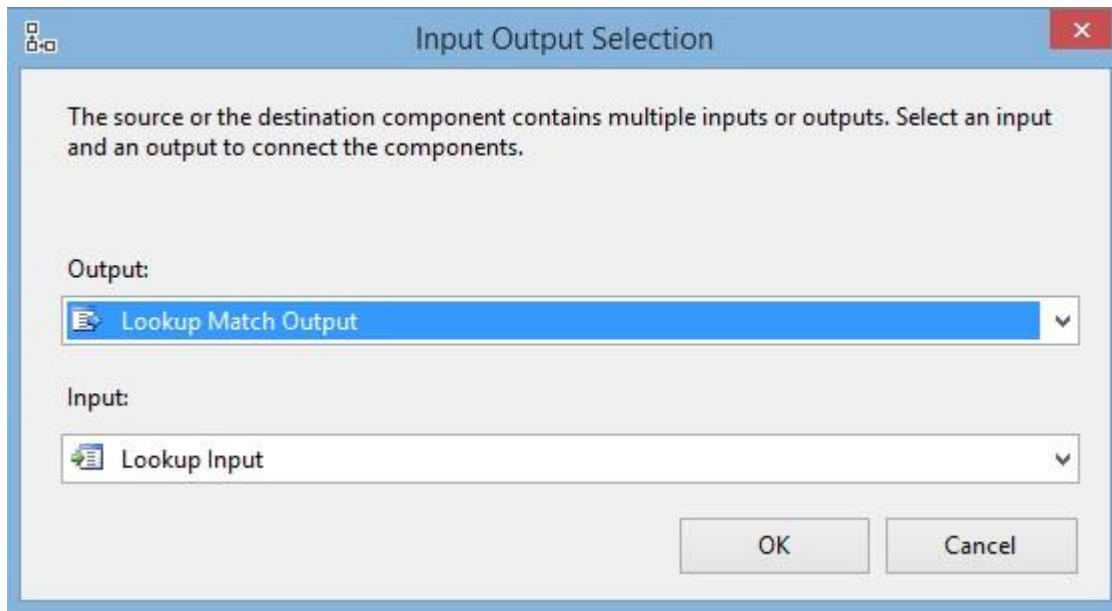 Input Output Selection
The source or the destination component contains multiple inputs or outputs. Select an input
and an output to connect the components.
Output:
Lookup Match Output
Input:
Lookup Input
OK
Cancel